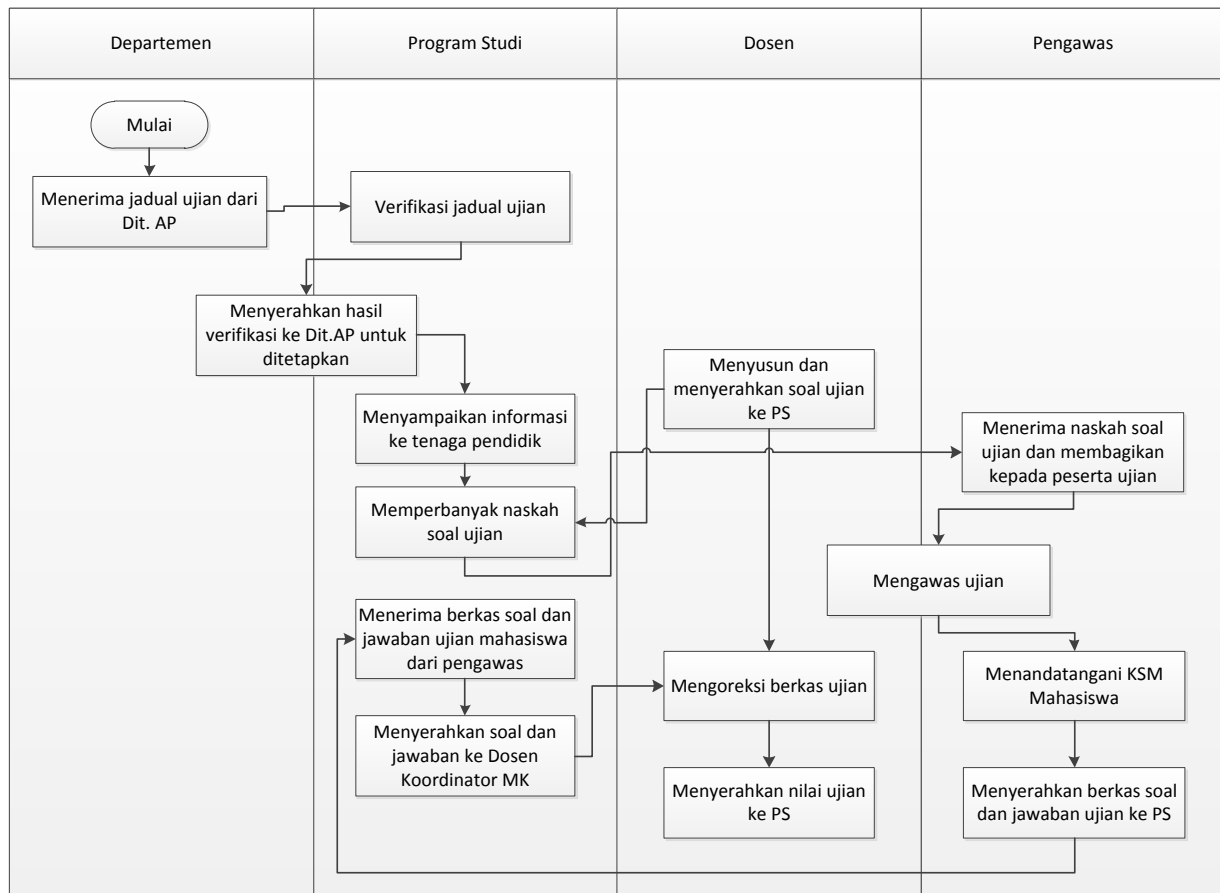 Departemen
Program Studi
Dosen
Pengawas
Mulai
Menerima jadual ujian dari
Dit. AP
Verifikasi jadual ujian
Menyerahkan hasil
verifikasi ke Dit.AP untuk
ditetapkan
Menyusun dan
menyerahkan soal ujian
ke PS
Menyampaikan informasi
ke tenaga pendidik
Menerima naskah soal
ujian dan membagikan
kepada peserta ujian
Memperbanyak naskah
soal ujian
Mengawas ujian
Menerima berkas soal dan
jawaban ujian mahasiswa
dari pengawas
Mengoreksi berkas ujian
Menandatangani KSM
Mahasiswa
Menyerahkan soal dan
jawaban ke Dosen
Koordinator MK
Menyerahkan nilai ujian
ke PS
Menyerahkan berkas soal
dan jawaban ujian ke PS